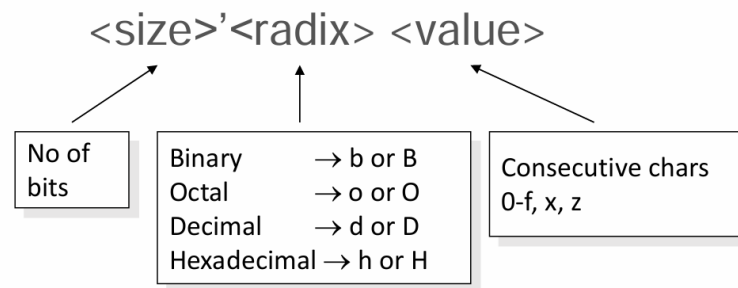 <size>’<radix> <value>
No of
bits
Binary → b or B
Octal → o or O
Decimal → d or D
Hexadecimal → h or H
Consecutive chars
0-f, x, z